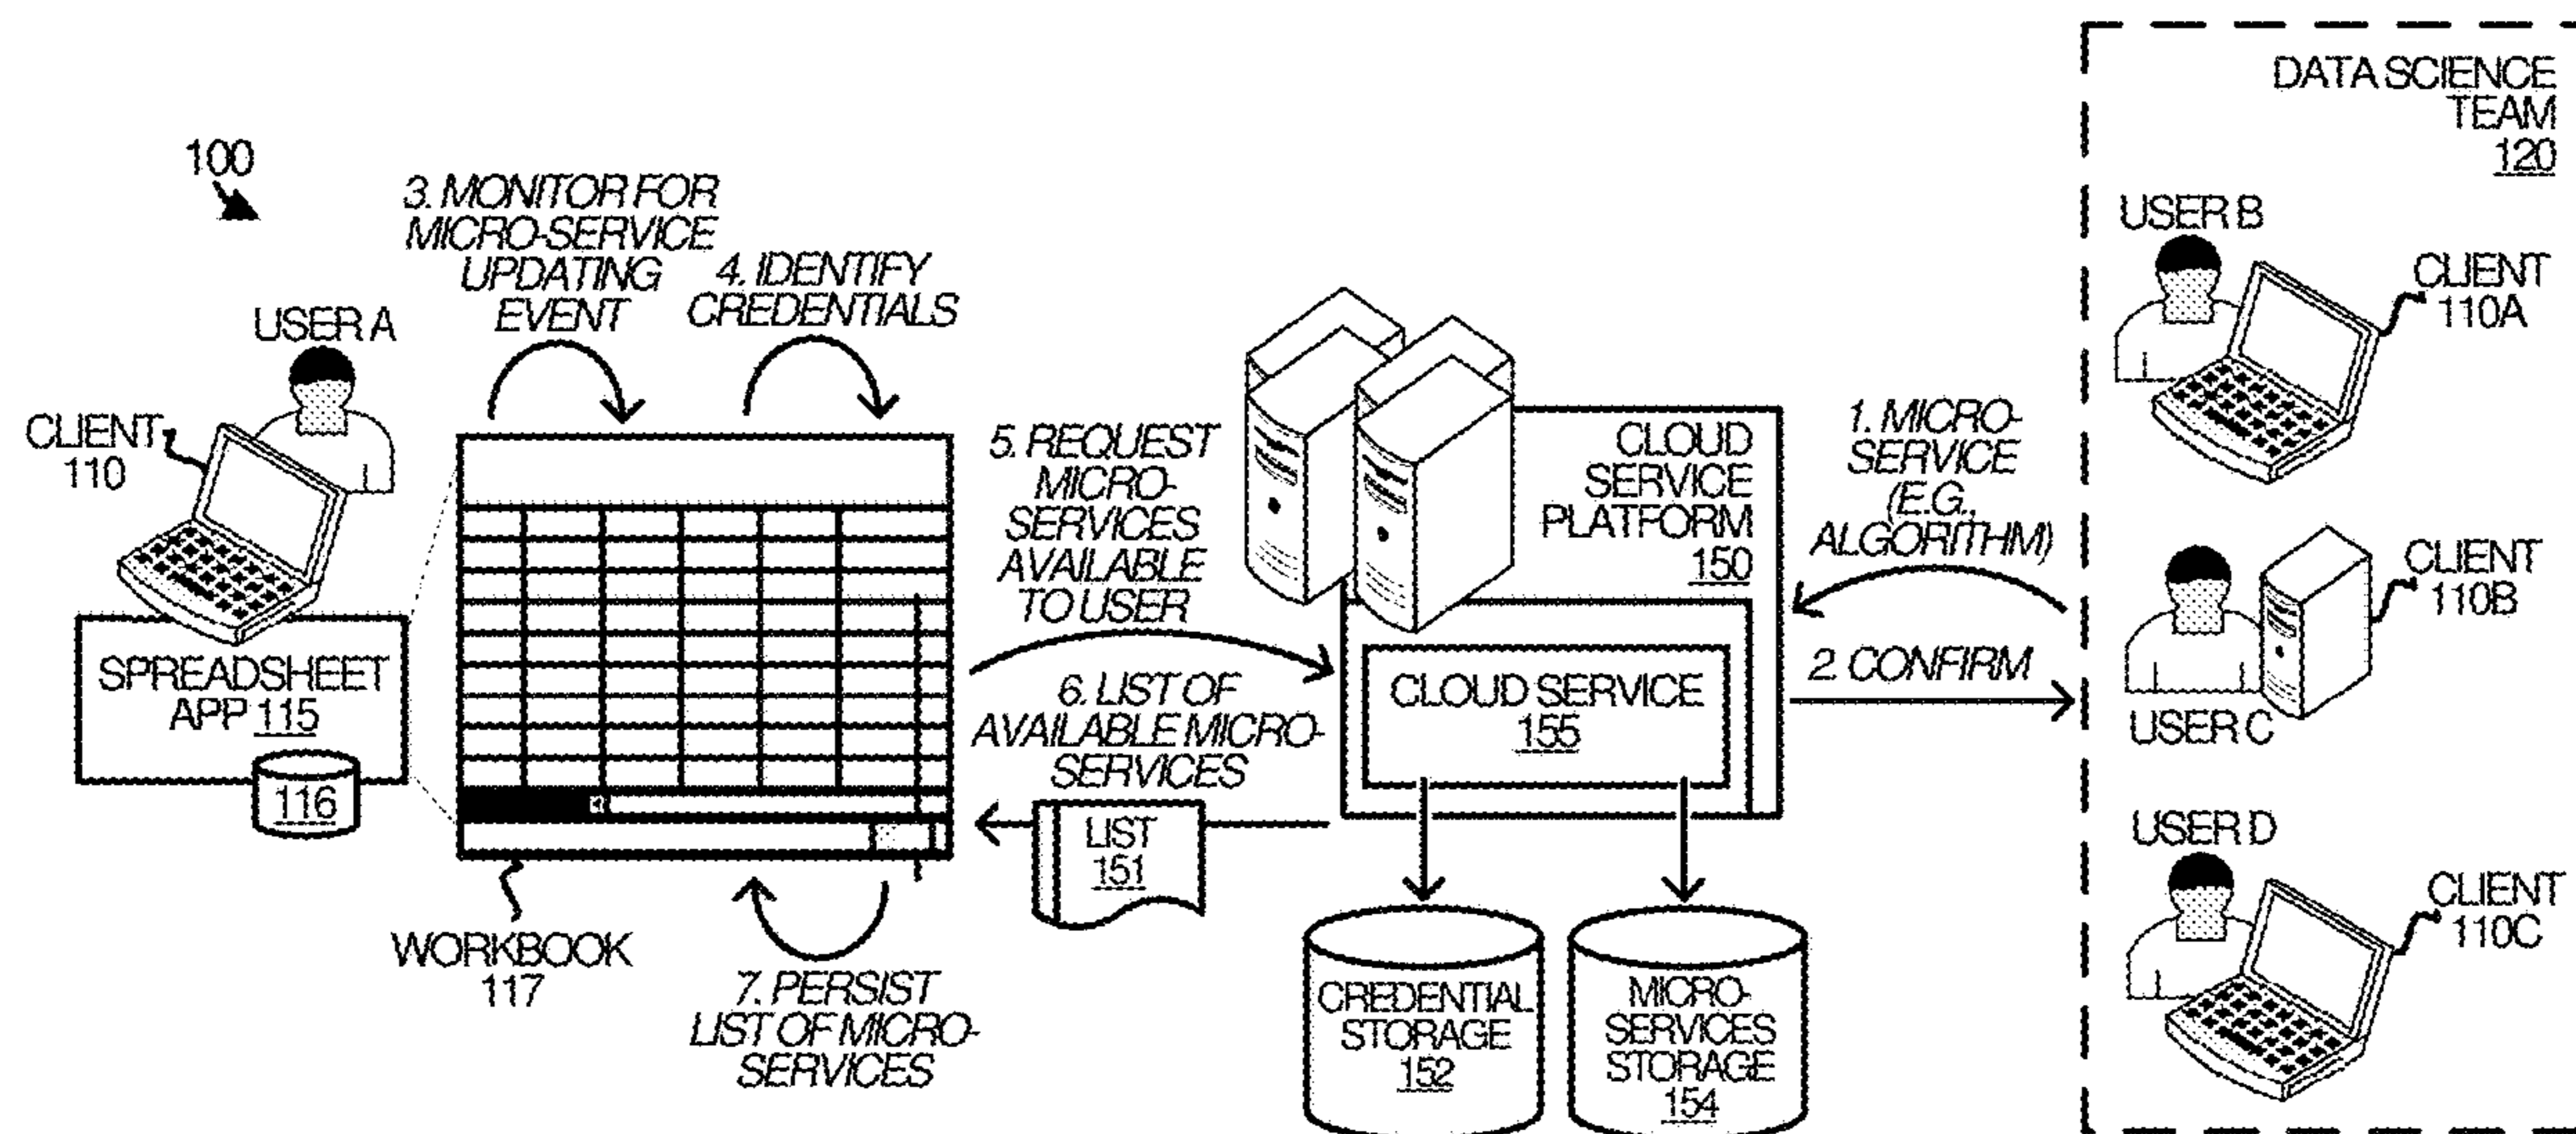 100
3. MONITOR FOR
MICRO-SERVICE
UPDATING
EVENT
4. IDENTIFY
CREDENTIALS
USER A
CLIENT
110
SPREADSHEET
APP 115
116
WORKBOOK
117
5. REQUEST
MICRO-
SERVICES
AVAILABLE
TO USER
6. LIST OF
AVAILABLE MICRO-
SERVICES
LIST
151
7. PERSIST
LIST OF MICRO-
SERVICES
CLOUD
SERVICE
PLATFORM
150
CLOUD SERVICE
155
CREDENTIAL
STORAGE
152
MICRO-
SERVICES
STORAGE
154
1. MICRO-
SERVICE
(E.G.,
ALGORITHM)
2. CONFIRM
DATA SCIENCE
TEAM
120
USER B
CLIENT
110A
CLIENT
110B
USER C
USER D
CLIENT
110C